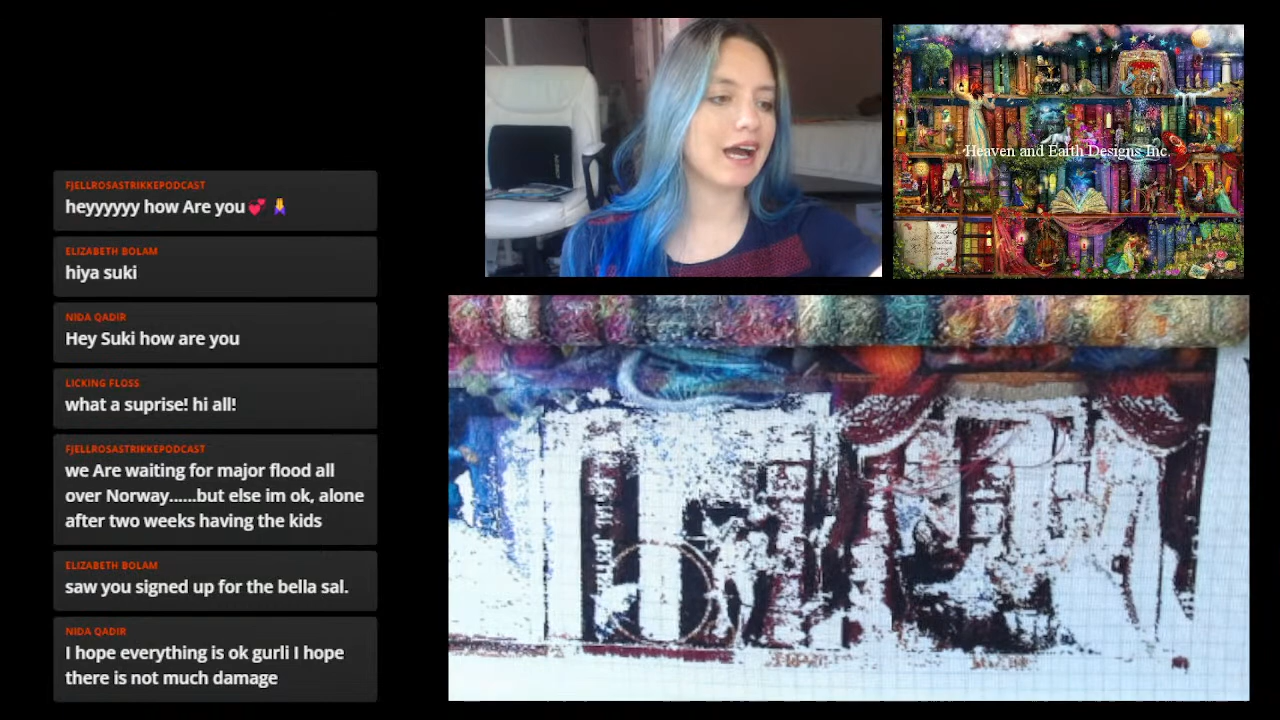 FJELLROSASTRIKKEPODCAST
heyyyyyy how Are you💕 🧜‍♀️
ELIZABETH BOLAM
hiya suki
NIDA QADIR
Hey Suki how are you
LICKING FLOSS
what a suprise! hi all!
FJELLROSASTRIKKEPODCAST
we Are waiting for major flood all
over Norway......but else im ok, alone
after two weeks having the kids
ELIZABETH BOLAM
saw you signed up for the bella sal.
NIDA QADIR
I hope everything is ok gurli I hope
there is not much damage
Heaven and Earth Designs Inc.